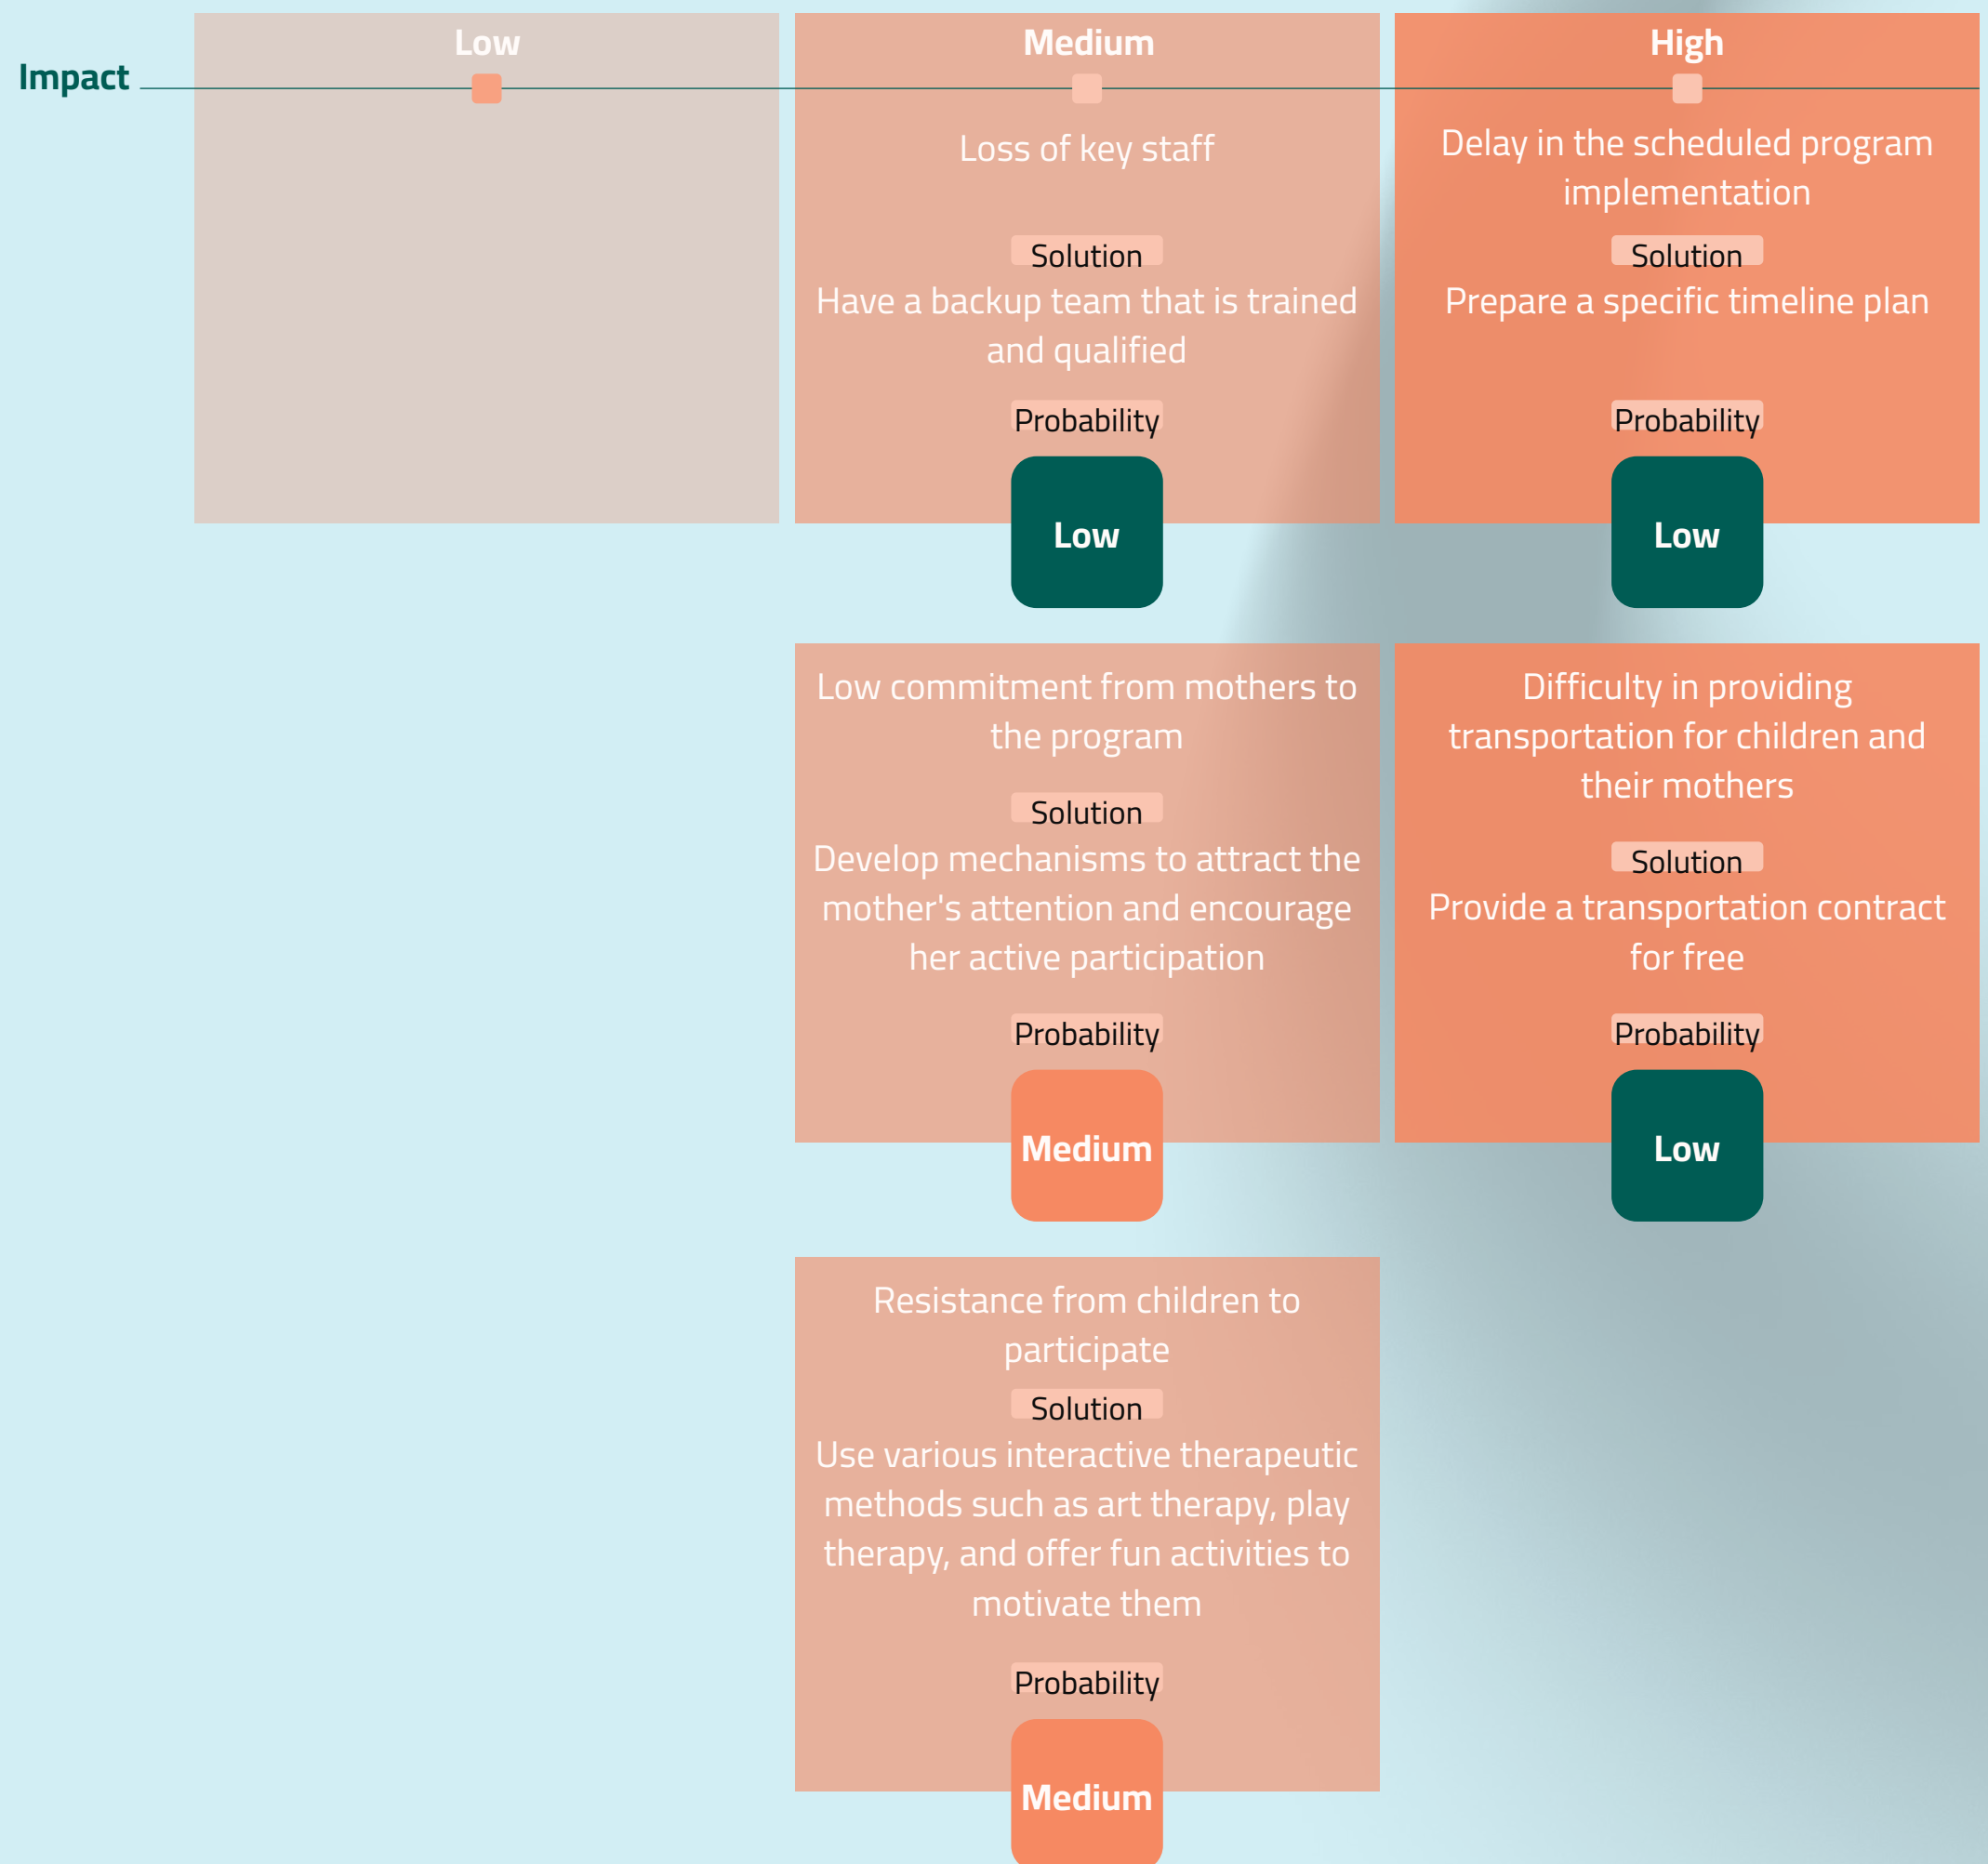 Impact
Low
Medium
High
Loss of key staff
Solution
Have a backup team that is trained
and qualified
Probability
Low
Delay in the scheduled program
implementation
Solution
Prepare a specific timeline plan
Probability
Low
Low commitment from mothers to
the program
Solution
Develop mechanisms to attract the
mother's attention and encourage
her active participation
Probability
Medium
Difficulty in providing
transportation for children and
their mothers
Solution
Provide a transportation contract
for free
Probability
Low
Resistance from children to
participate
Solution
Use various interactive therapeutic
methods such as art therapy, play
therapy, and offer fun activities to
motivate them
Probability
Medium